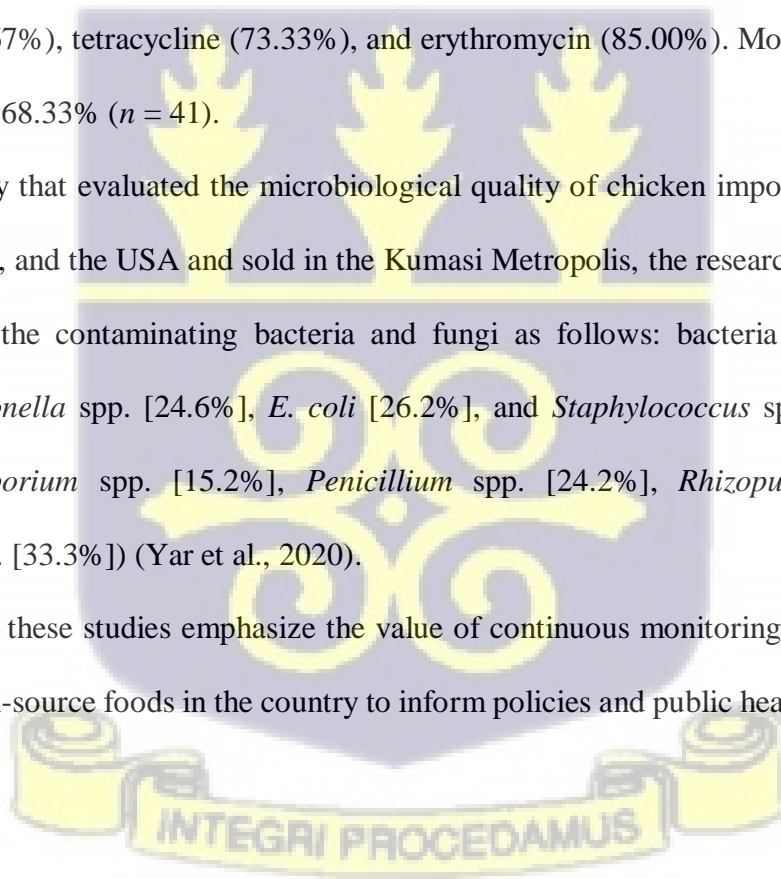 67%), tetracycline (73.33%), and erythromycin (85.00%). Mo
68.33% (n = 41).
y that evaluated the microbiological quality of chicken impo
, and the USA and sold in the Kumasi Metropolis, the research
the contaminating bacteria and fungi as follows: bacteria
onella spp. [24.6%], E. coli [26.2%], and Staphylococcus sp
porium spp. [15.2%], Penicillium spp. [24.2%], Rhizopu
. [33.3%]) (Yar et al., 2020).
these studies emphasize the value of continuous monitoring
-source foods in the country to inform policies and public hea
INTEGRI PROCEDAMUS